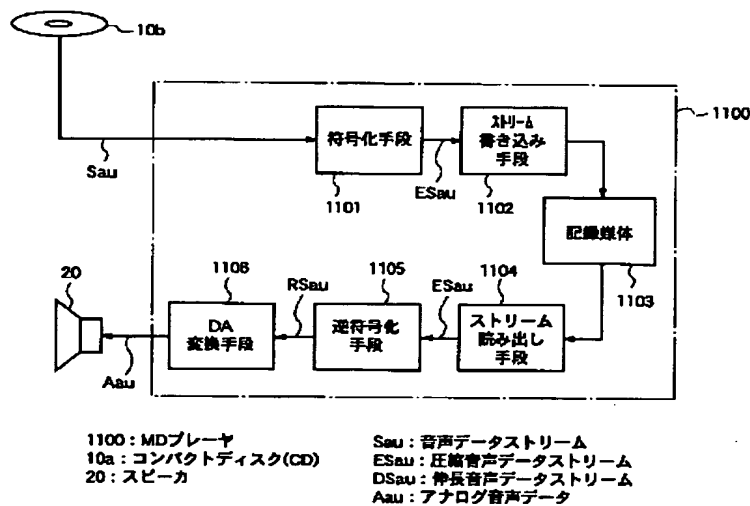 10b
1100
Sau
符号化手段
1101
ESau
ストリーム
書き込み
手段
1102
記録媒体
1103
20
Aau
1106
DA
変換手段
RSau
1105
逆符号化
手段
ESau
1104
ストリーム
読み出し
手段
1100：MDプレーヤ
10a：コンパクトディスク(CD)
20：スピーカ
Sau：音声データストリーム
ESau：圧縮音声データストリーム
DSau：伸長音声データストリーム
Aau：アナログ音声データ